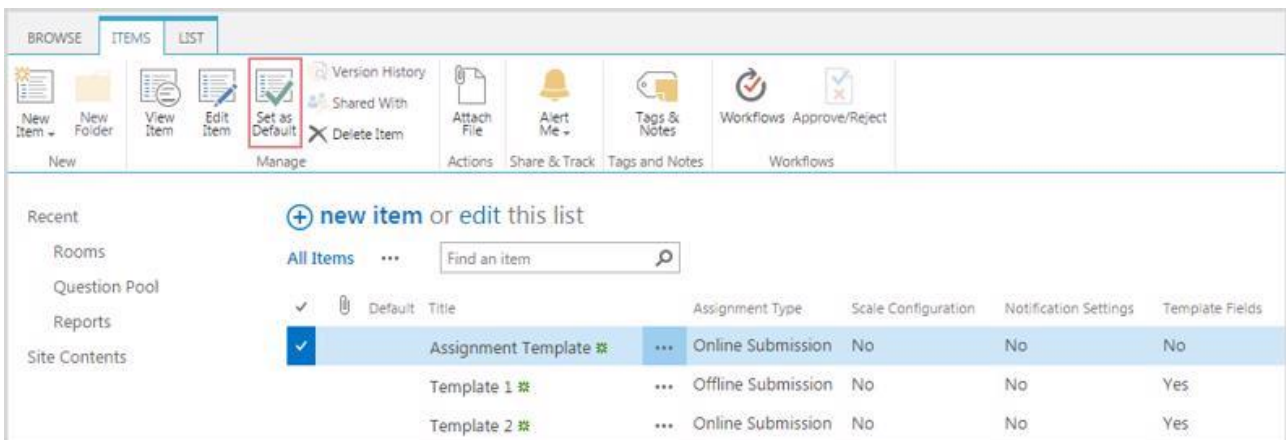 BROWSE ITEMS LIST
New Item
New Folder
View Item
Edit Item
Set as Default
Version History
Shared With
Delete Item
Attach File
Alert Me
Tags & Notes
Workflows
Approve/Reject
New Manage Actions Share & Track Tags and Notes Workflows
Recent
Rooms
Question Pool
Reports
Site Contents
new item or edit this list
All Items ... Find an item
Default Title Assignment Type Scale Configuration Notification Settings Template Fields
Assignment Template ... Online Submission No No No
Template 1 ... Offline Submission No No Yes
Template 2 ... Online Submission No No Yes